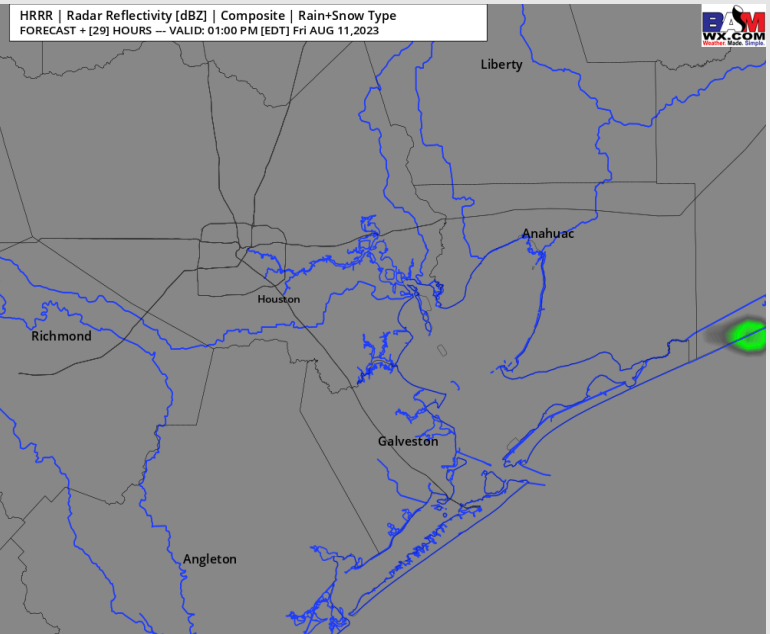 HRRR | Radar Reflectivity [dBZ] | Composite | Rain+Snow Type
FORECAST + [29] HOURS --- VALID: 01:00 PM [EDT] Fri AUG 11,2023
BAM
WX.COM
Weather. Made. Simple.
Liberty
Anahuac
Houston
Richmond
Galveston
Angleton